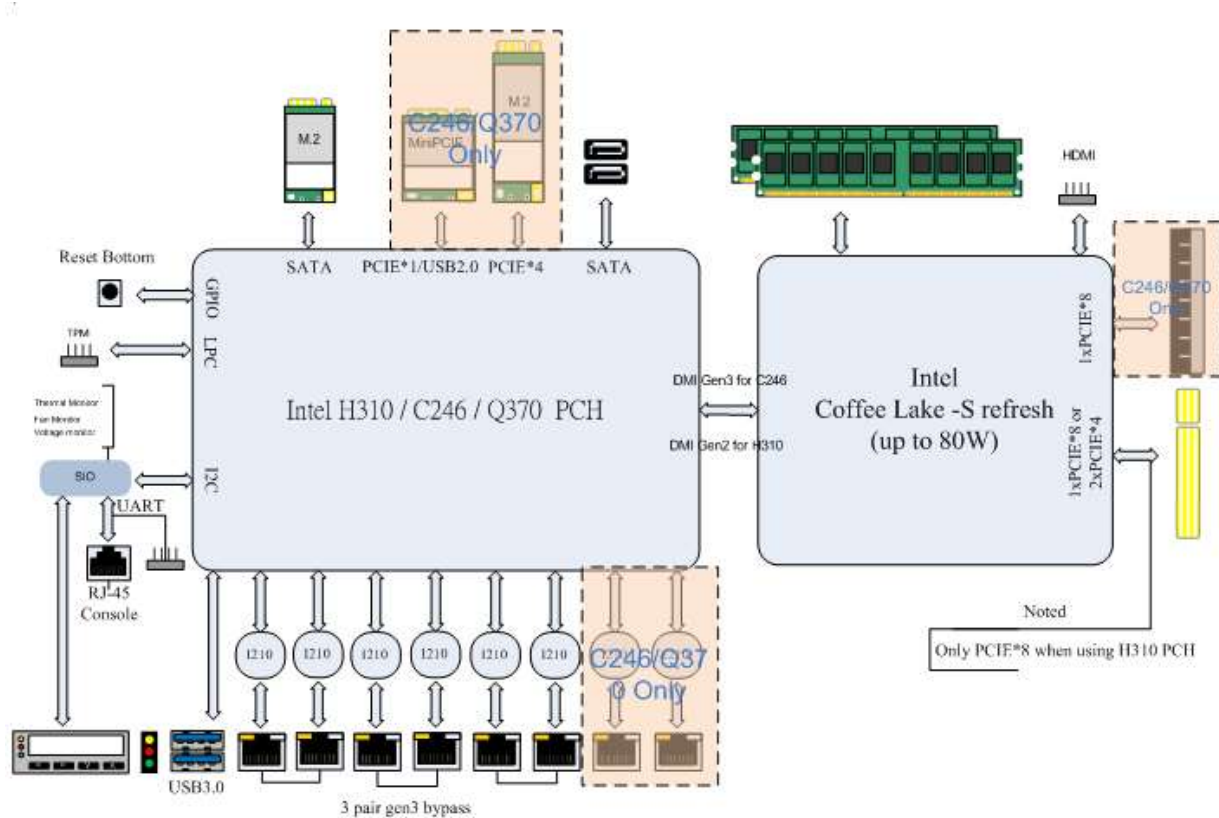 M.2
M.2
MiniPCIE
C246/Q370
Only
HDMI
Reset Bottom
SATA
PCIE*1/USB2.0
PCIE*4
SATA
GPIO
TPM
LPC
Thermal Monitor
Fan Monitor
Voltage monitor
SIO
I2C
UART
RJ-45
Console
Intel H310 / C246 / Q370 PCH
DMI Gen3 for C246
DMI Gen2 for H310
Intel
Coffee Lake -S refresh
(up to 80W)
1xPCIE*8
C246/Q370
Only
1xPCIE*8 or
2xPCIE*4
Noted
Only PCIE*8 when using H310 PCH
I210
I210
I210
I210
I210
I210
C246/Q37
0 Only
USB3.0
3 pair gen3 bypass